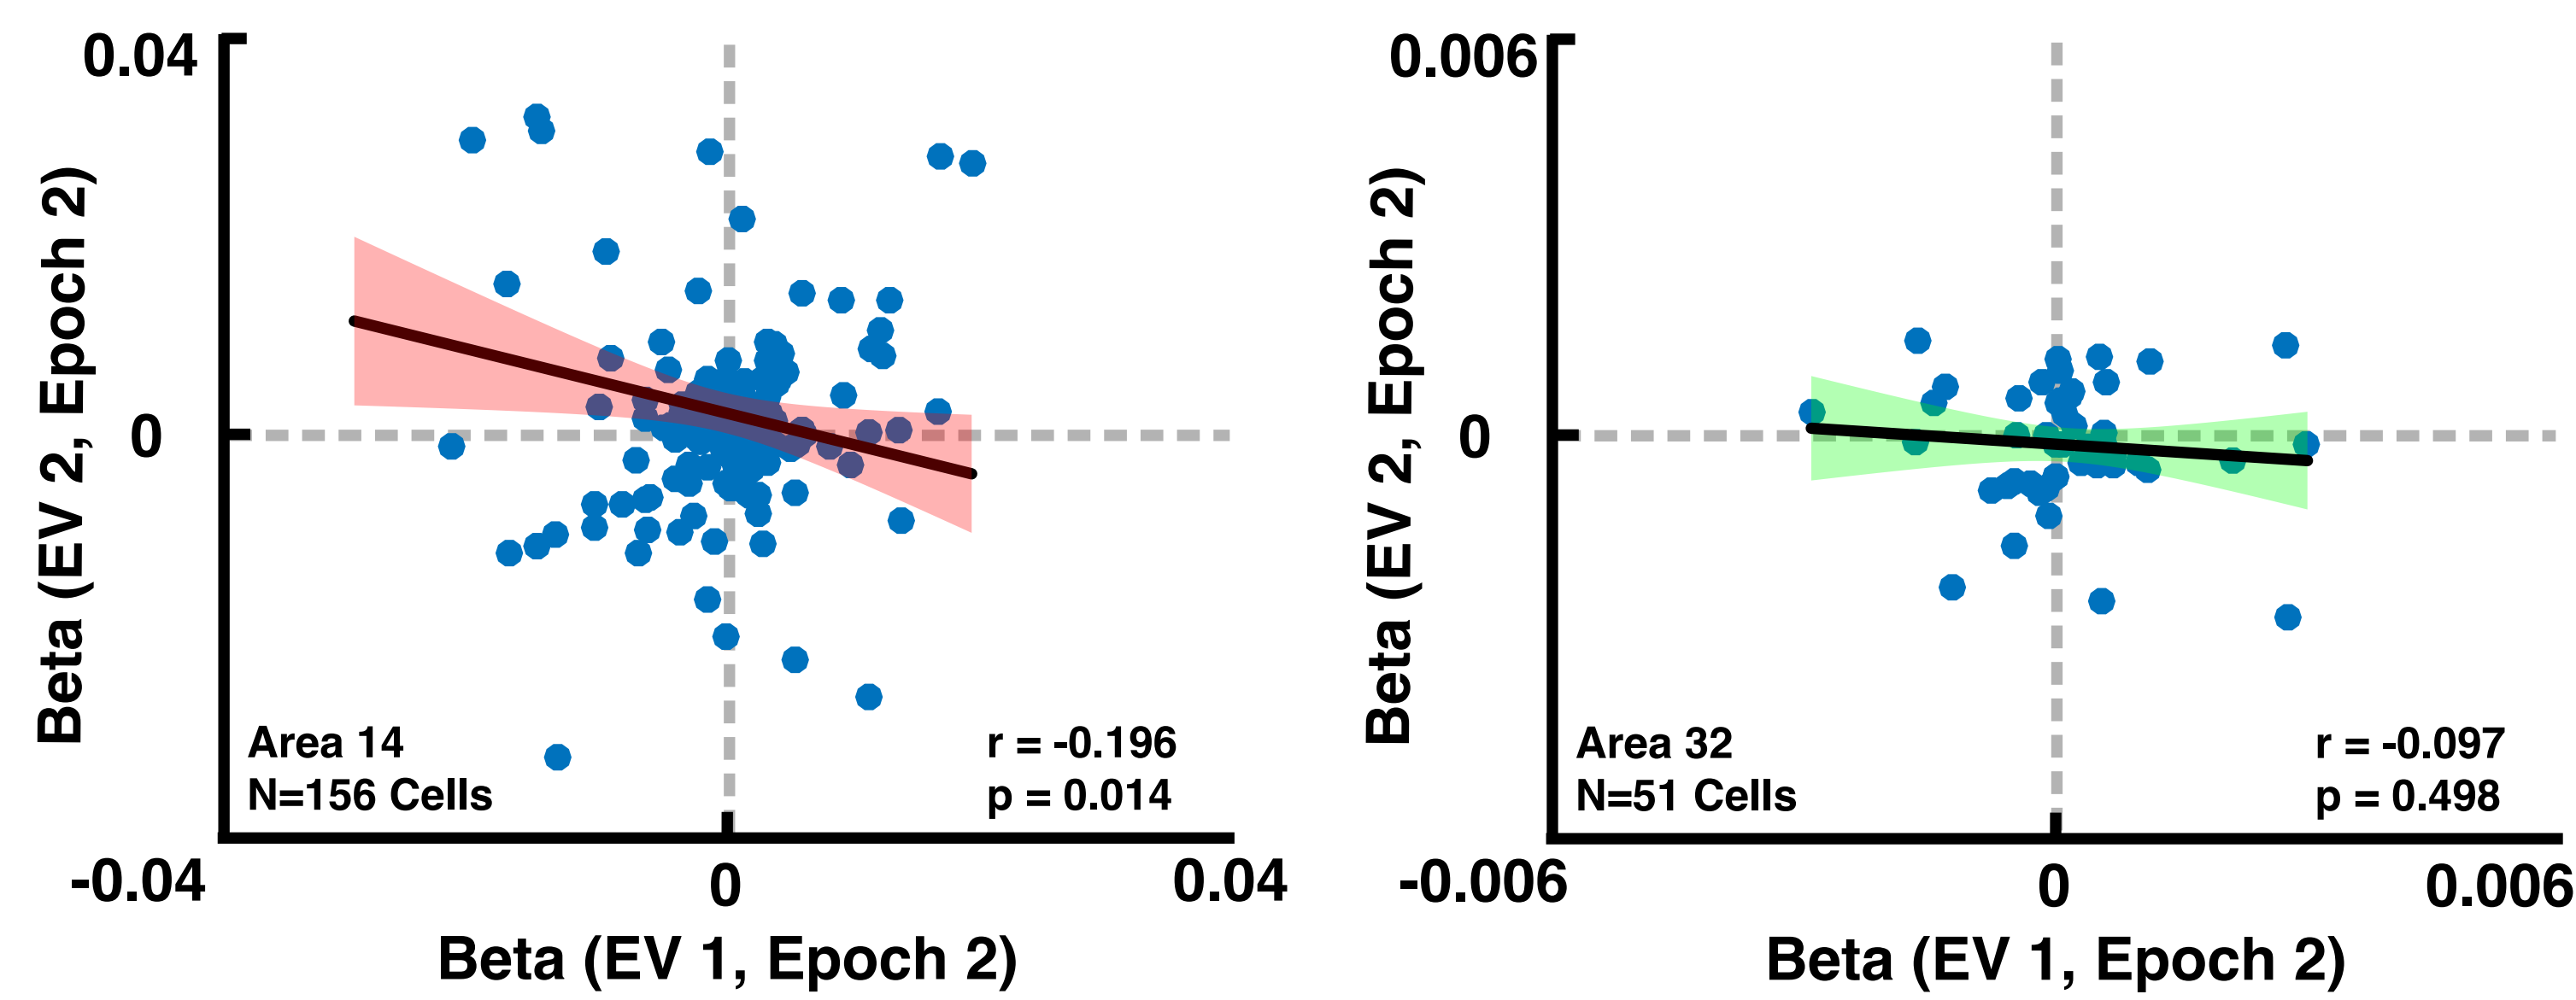 0.04
Beta (EV 2, Epoch 2)
0
Area 14
N=156 Cells
r = -0.196
p = 0.014
-0.04
0
0.04
Beta (EV 1, Epoch 2)
0.006
Beta (EV 2, Epoch 2)
0
Area 32
N=51 Cells
r = -0.097
p = 0.498
-0.006
0
0.006
Beta (EV 1, Epoch 2)